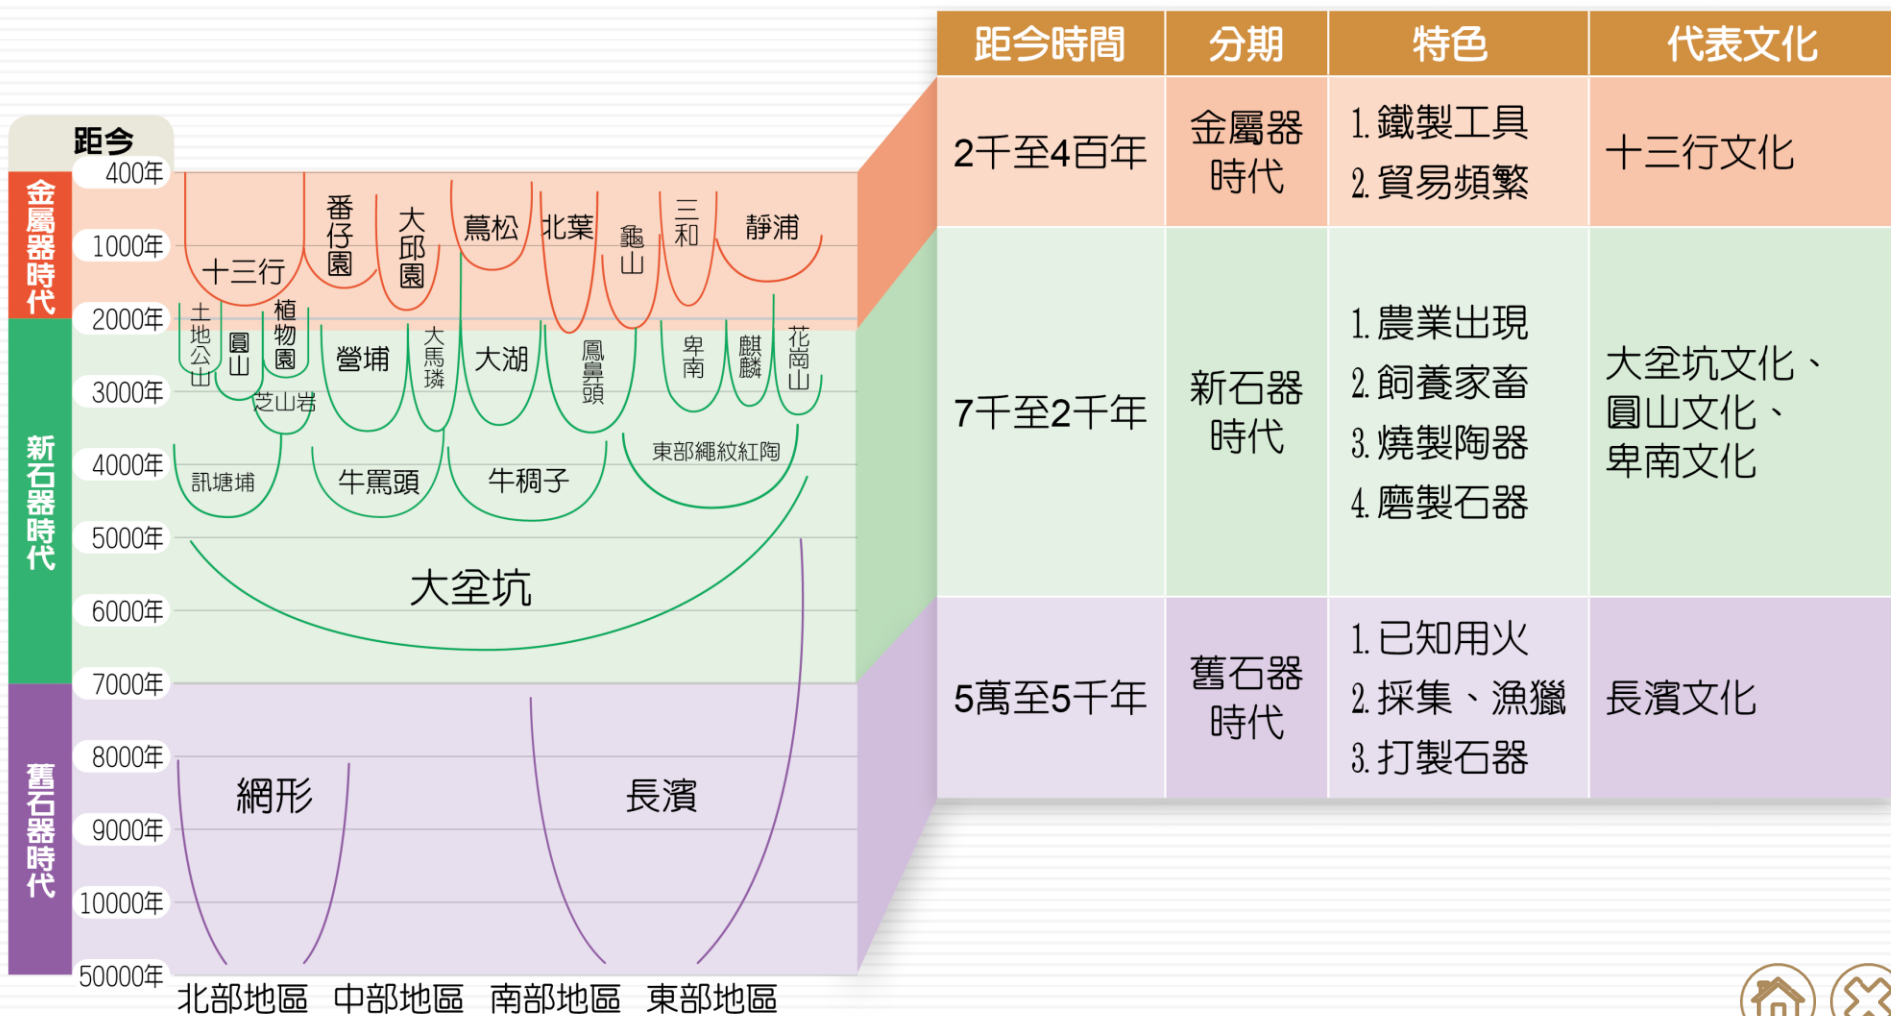 距今
400年
1000年
2000年
3000年
4000年
5000年
6000年
7000年
8000年
9000年
10000年
50000年
金屬器時代
新石器時代
舊石器時代
十三行
番仔園
大邱園
蔦松
北葉
龜山
三和
靜浦
土地公山
圓山
植物園
芝山岩
營埔
大馬璘
大湖
鳳鼻頭
卑南
麒麟
花崗山
訊塘埔
牛罵頭
牛稠子
東部繩紋紅陶
大坌坑
網形
長濱
北部地區 中部地區 南部地區 東部地區
距今時間 分期 特色 代表文化
2千至4百年
金屬器
時代
1. 鐵製工具
2. 貿易頻繁
十三行文化
7千至2千年
新石器
時代
1. 農業出現
2. 飼養家畜
3. 燒製陶器
4. 磨製石器
大坌坑文化、
圓山文化、
卑南文化
5萬至5千年
舊石器
時代
1. 已知用火
2. 採集、漁獵
3. 打製石器
長濱文化